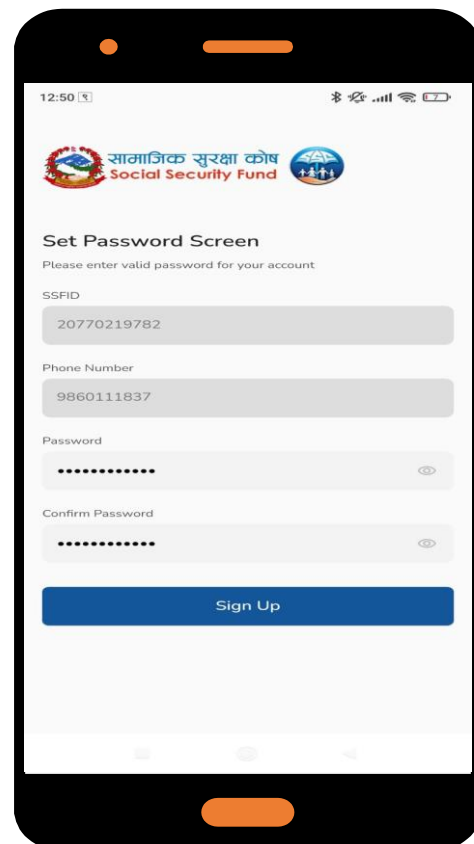 12:50
सामाजिक सुरक्षा कोष
Social Security Fund
Set Password Screen
Please enter valid password for your account
SSFID
20770219782
Phone Number
9860111837
Password
••••••••••••
Confirm Password
••••••••••••
Sign Up